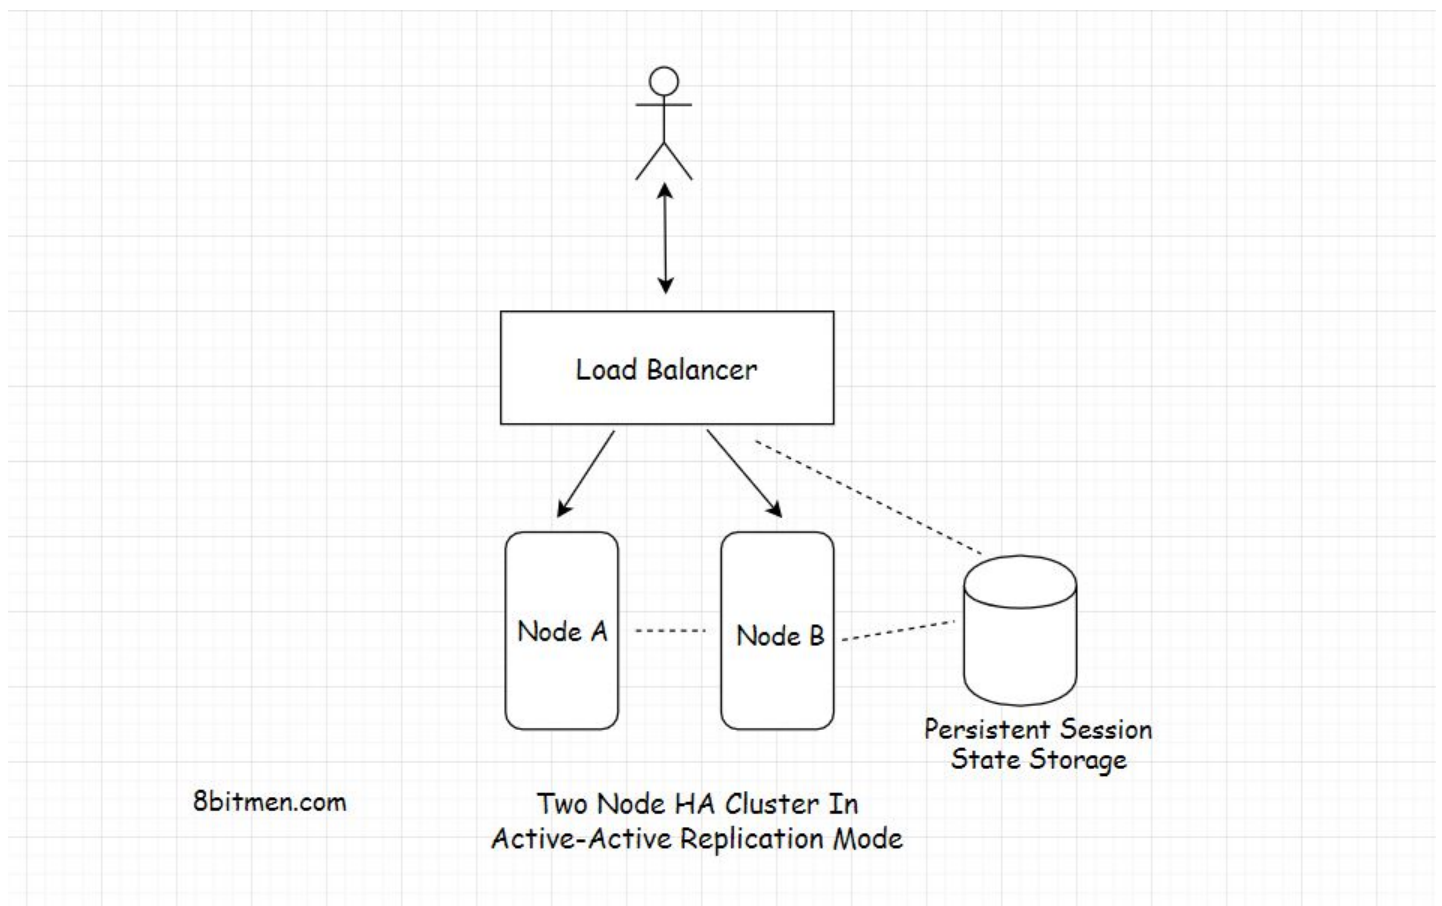 Load Balancer
Node A
Node B
Persistent Session
State Storage
8bitmen.com
Two Node HA Cluster In
Active-Active Replication Mode